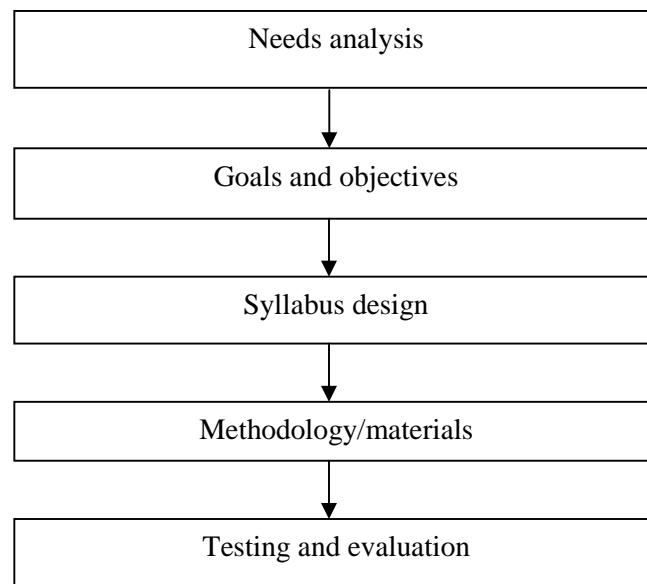 Needs analysis
Goals and objectives
Syllabus design
Methodology/materials
Testing and evaluation